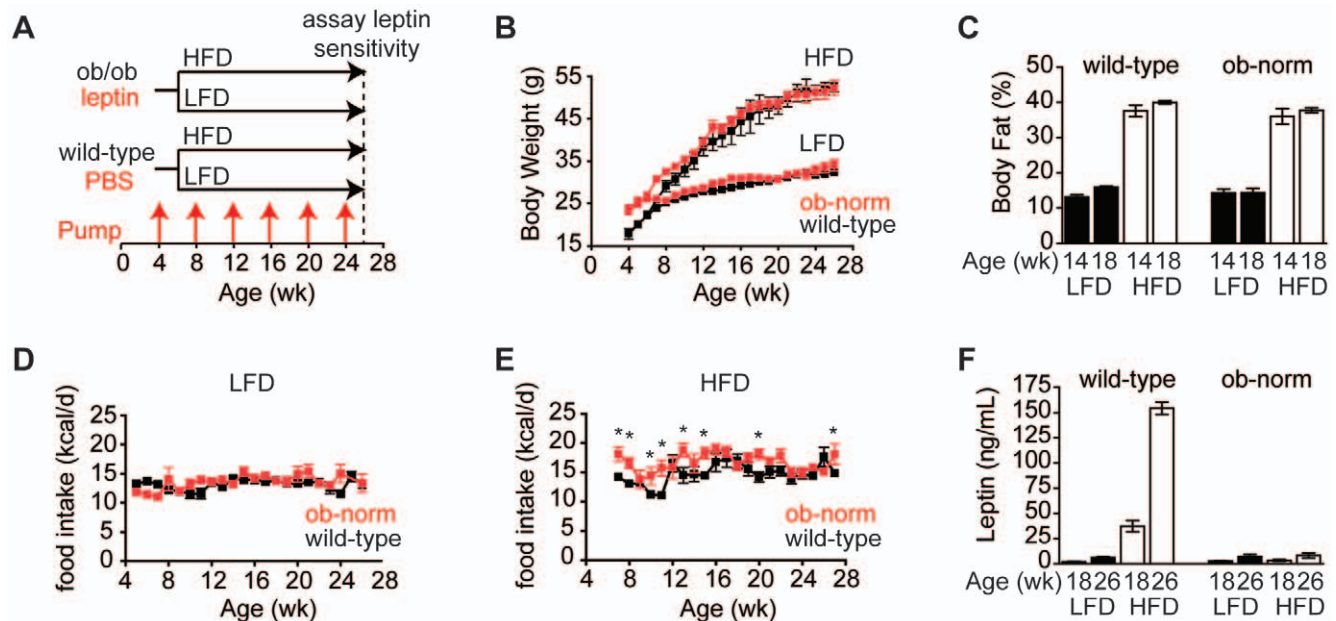 A
assay leptin
sensitivity
ob/ob
leptin
HFD
LFD
wild-type
PBS
HFD
LFD
Pump
0 4 8 12 16 20 24 28
Age (wk)
B
Body Weight (g)
55
45
35
25
15
HFD
LFD
ob-norm
wild-type
0 4 8 12 16 20 24 28
Age (wk)
C
wild-type ob-norm
Body Fat (%)
50
40
30
20
10
0
Age (wk) 14 18 14 18 14 18 14 18
LFD HFD LFD HFD
D
LFD
food intake (kcal/d)
25
20
15
10
5
0
ob-norm
wild-type
4 8 12 16 20 24 28
Age (wk)
E
HFD
food intake (kcal/d)
25
20
15
10
5
0
* * * * * * * *
ob-norm
wild-type
4 8 12 16 20 24 28
Age (wk)
F
wild-type ob-norm
Leptin (ng/mL)
175
150
125
100
75
50
25
0
Age (wk) 18 26 18 26 18 26 18 26
LFD HFD LFD HFD